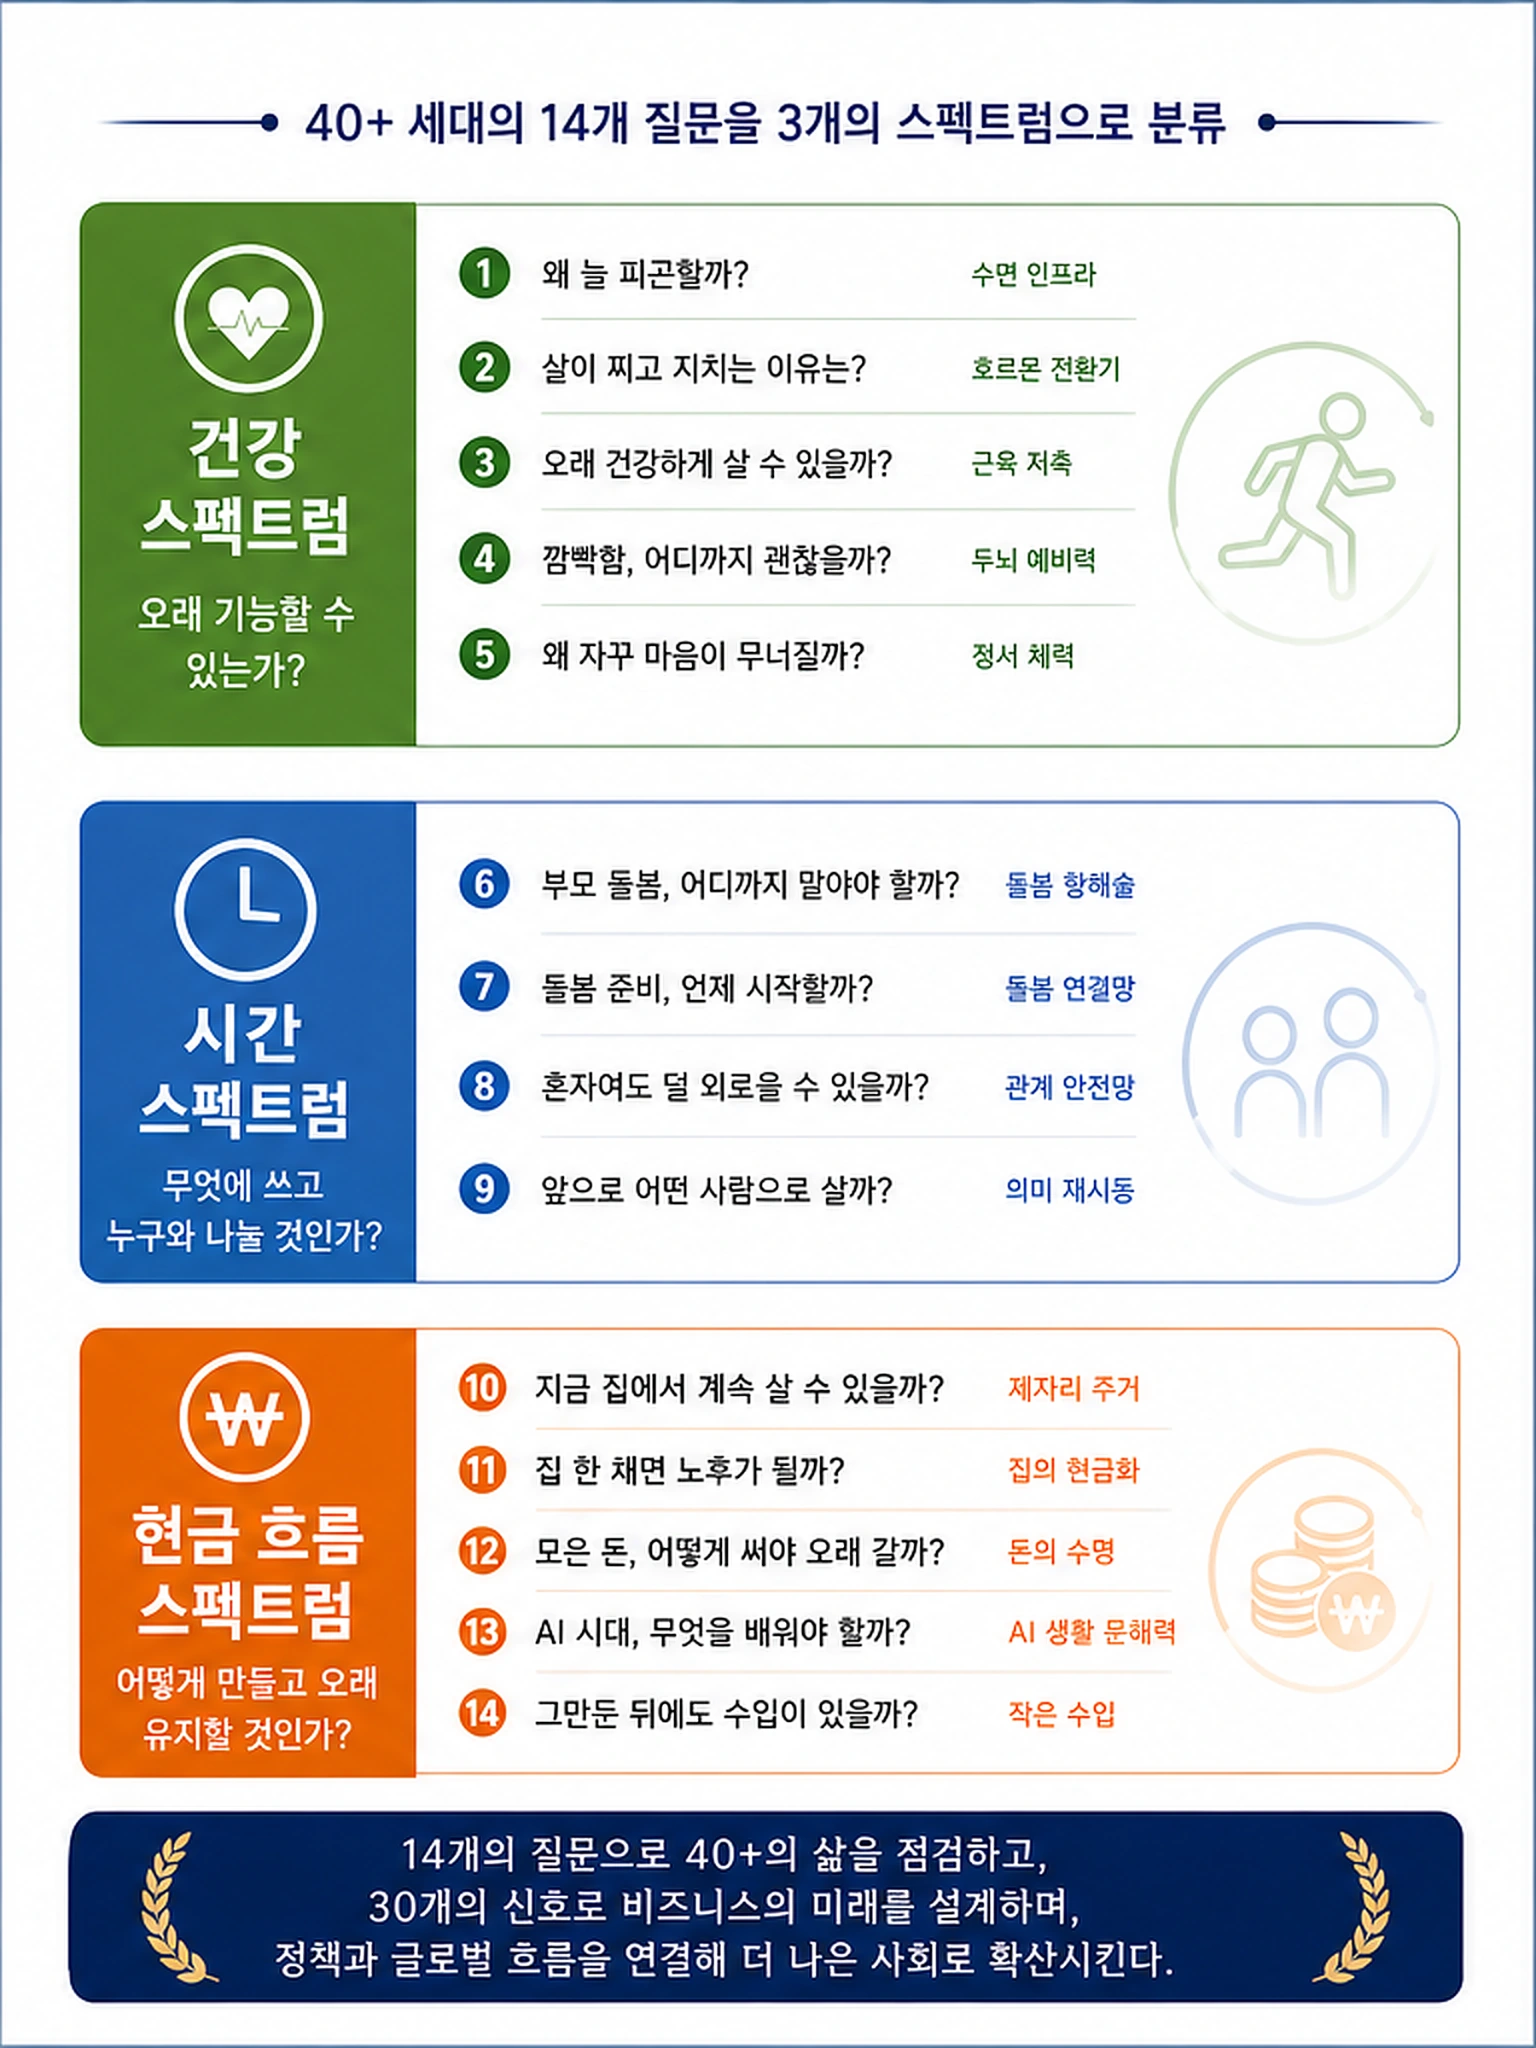 40+ 세대의 14개 질문을 3개의 스펙트럼으로 분류
건강
스펙트럼
오래 기능할 수
있는가?
1 왜 늘 피곤할까? 수면 인프라
2 살이 찌고 지치는 이유는? 호르몬 전환기
3 오래 건강하게 살 수 있을까? 근육 저축
4 깜빡함, 어디까지 괜찮을까? 두뇌 예비력
5 왜 자꾸 마음이 무너질까? 정서 체력
시간
스펙트럼
무엇에 쓰고
누구와 나눌 것인가?
6 부모 돌봄, 어디까지 맡아야 할까? 돌봄 항해술
7 돌봄 준비, 언제 시작할까? 돌봄 연결망
8 혼자여도 덜 외로울 수 있을까? 관계 안전망
9 앞으로 어떤 사람으로 살까? 의미 재시동
₩
현금 흐름
스펙트럼
어떻게 만들고 오래
유지할 것인가?
10 지금 집에서 계속 살 수 있을까? 제자리 주거
11 집 한 채면 노후가 될까? 집의 현금화
12 모은 돈, 어떻게 써야 오래 갈까? 돈의 수명
13 AI 시대, 무엇을 배워야 할까? AI 생활 문해력
14 그만둔 뒤에도 수입이 있을까? 작은 수입
₩
14개의 질문으로 40+의 삶을 점검하고,
30개의 신호로 비즈니스의 미래를 설계하며,
정책과 글로벌 흐름을 연결해 더 나은 사회로 확산시킨다.